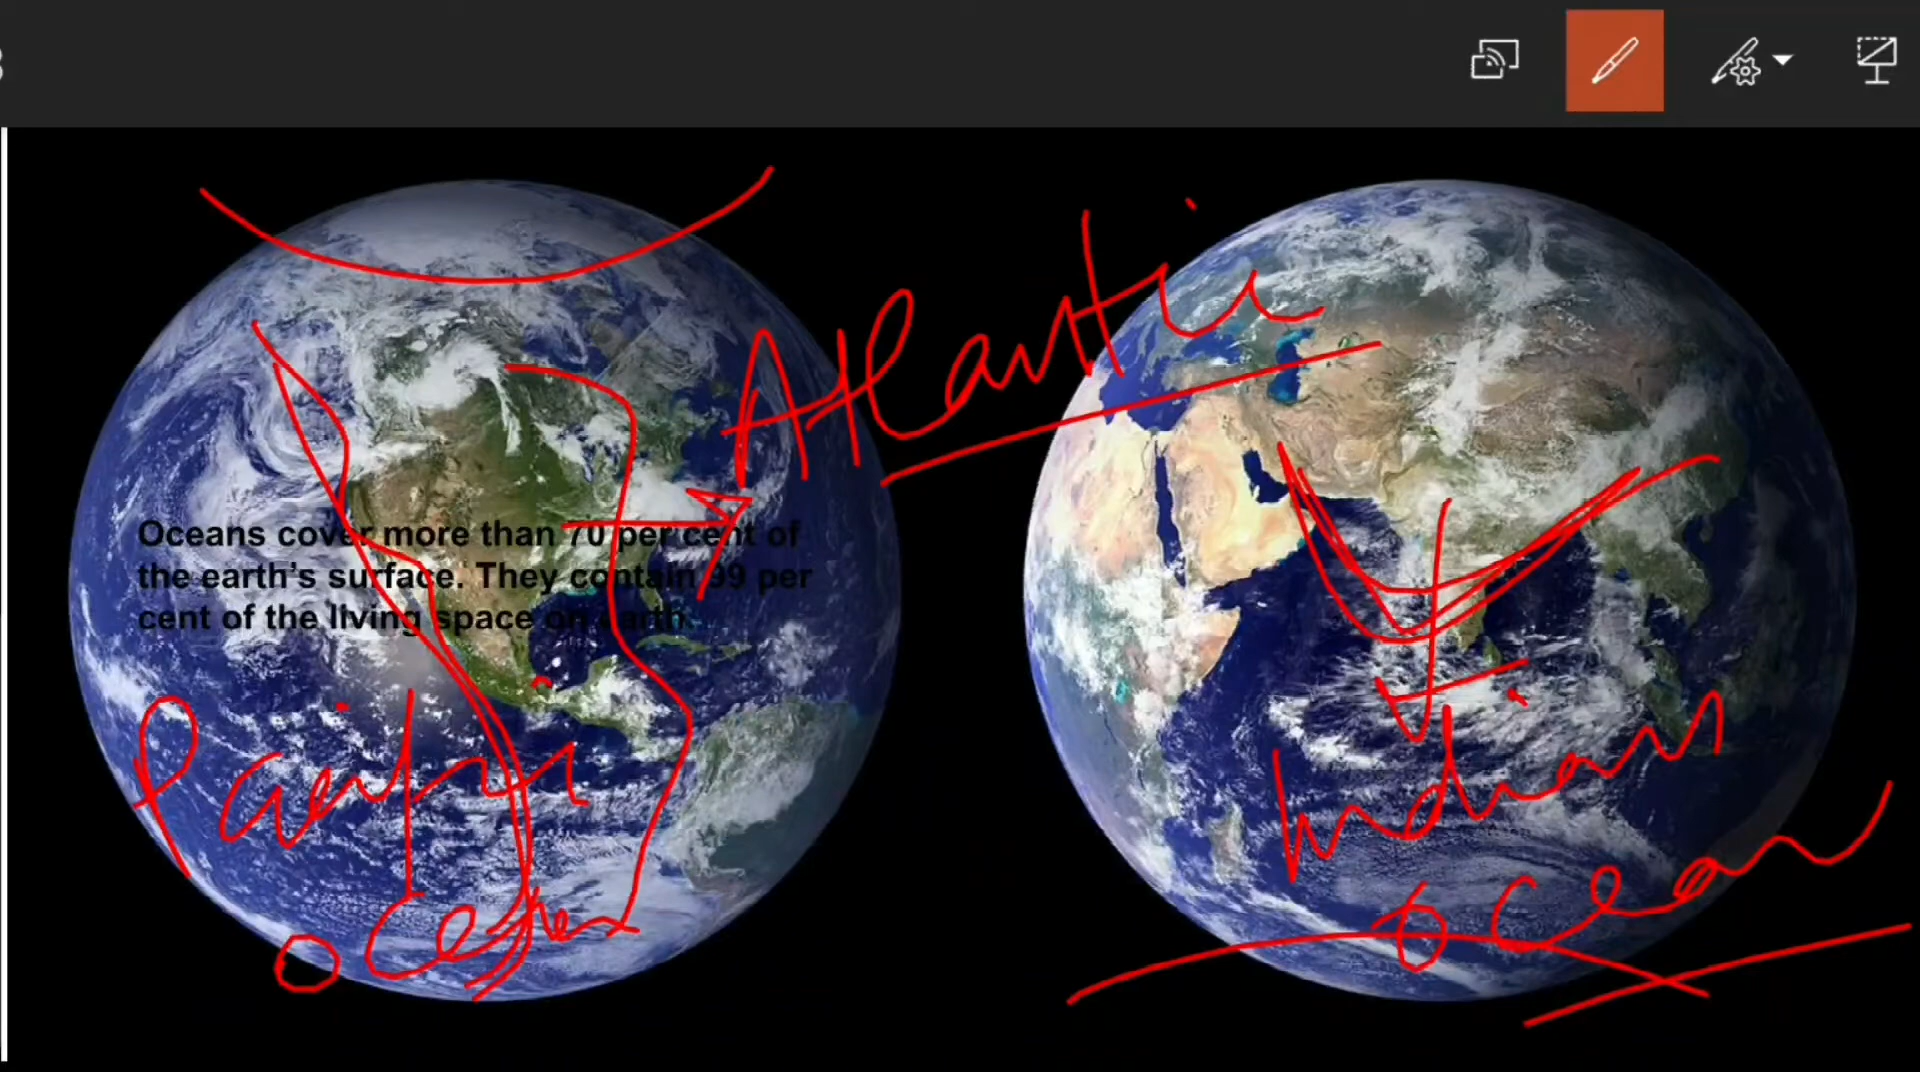 Atlantic
Oceans cover more than 70 per cent of
the earth's surface. They contain 99 per
cent of the living space on earth.
Pacific
Ocean
Indian
Ocean